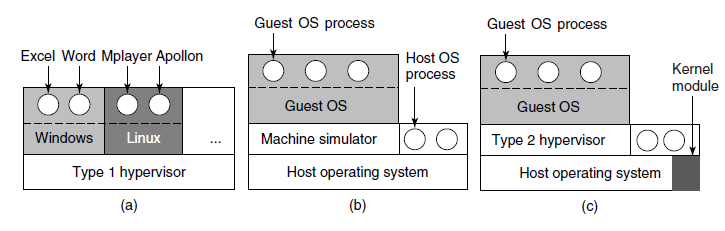 Excel Word Mplayer Apollon
Windows
Linux
...
Type 1 hypervisor
(a)
Guest OS process
Host OS
process
Guest OS
Machine simulator
Host operating system
(b)
Guest OS process
Kernel
module
Guest OS
Type 2 hypervisor
Host operating system
(c)